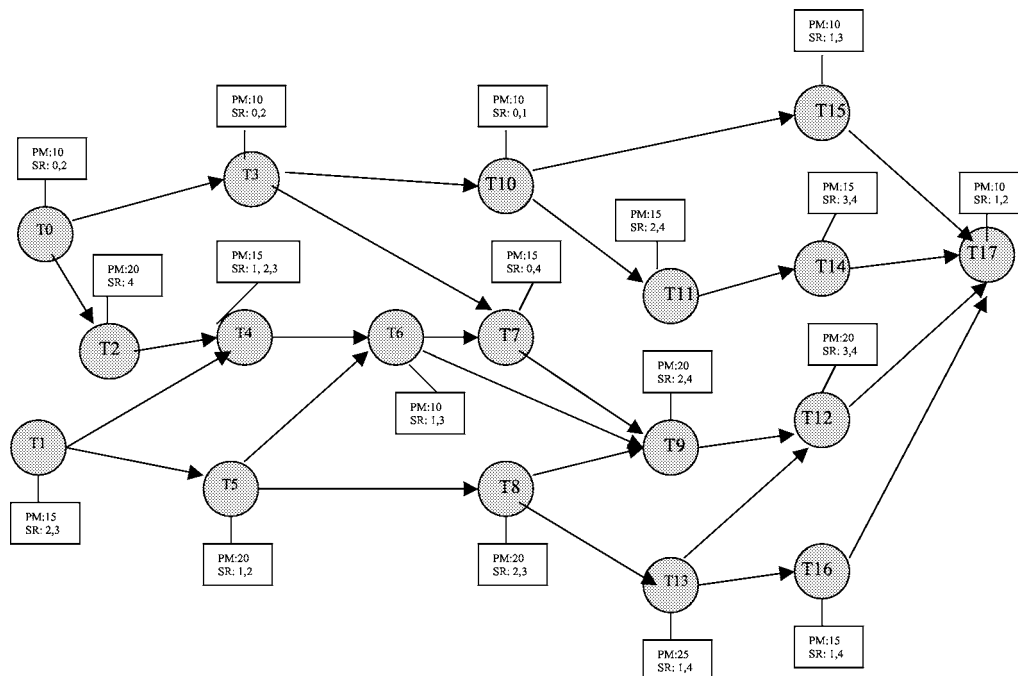 PM:10
SR: 1,3
T15
PM:10
SR: 0,2
T3
PM:10
SR: 0,1
T10
PM:10
SR: 0,2
T0
PM:15
SR: 3,4
T14
PM:10
SR: 1,2
T17
PM:15
SR: 2,4
T11
PM:20
SR: 4
T2
PM:15
SR: 1, 2,3
T4
T6
PM:15
SR: 0,4
T7
PM:10
SR: 1,3
PM:20
SR: 2,4
T9
PM:20
SR: 3,4
T12
T1
PM:15
SR: 2,3
T5
PM:20
SR: 1,2
T8
PM:20
SR: 2,3
T13
PM:25
SR: 1,4
T16
PM:15
SR: 1,4